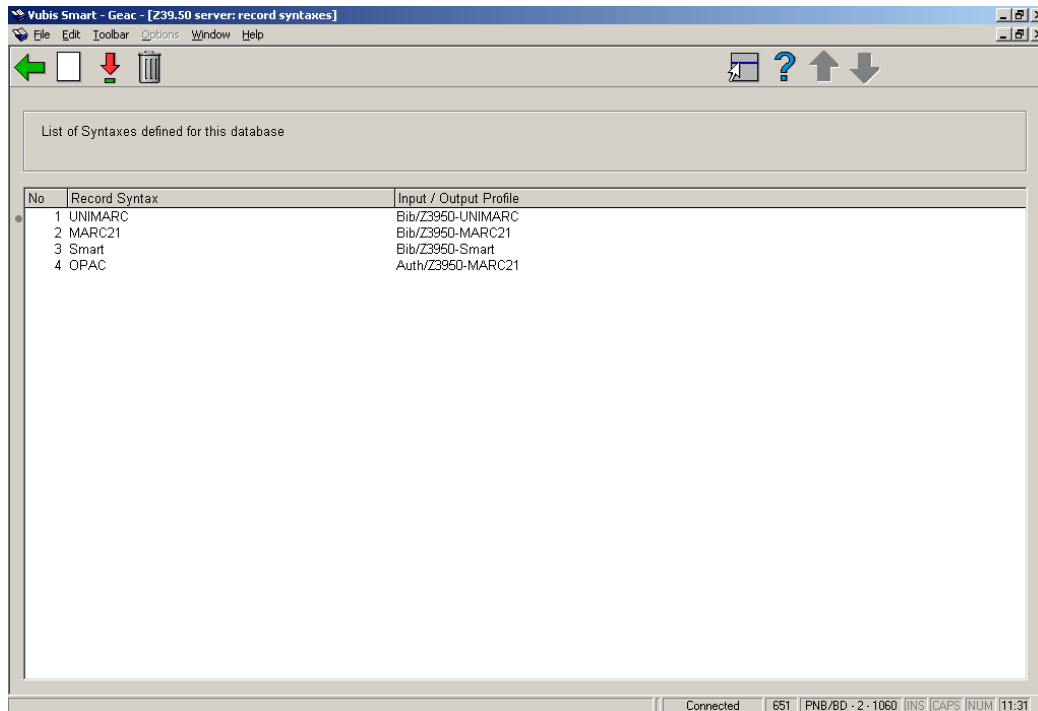 Vubis Smart - Geac - [Z39.50 server: record syntaxes]
File Edit Toolbar Options Window Help
?
List of Syntaxes defined for this database
No Record Syntax Input / Output Profile
1 UNIMARC Bib/Z3950-UNIMARC
2 MARC21 Bib/Z3950-MARC21
3 Smart Bib/Z3950-Smart
4 OPAC Auth/Z3950-MARC21
Connected 651 PNB/BD - 2 - 1060 INS CAPS NUM 11:31